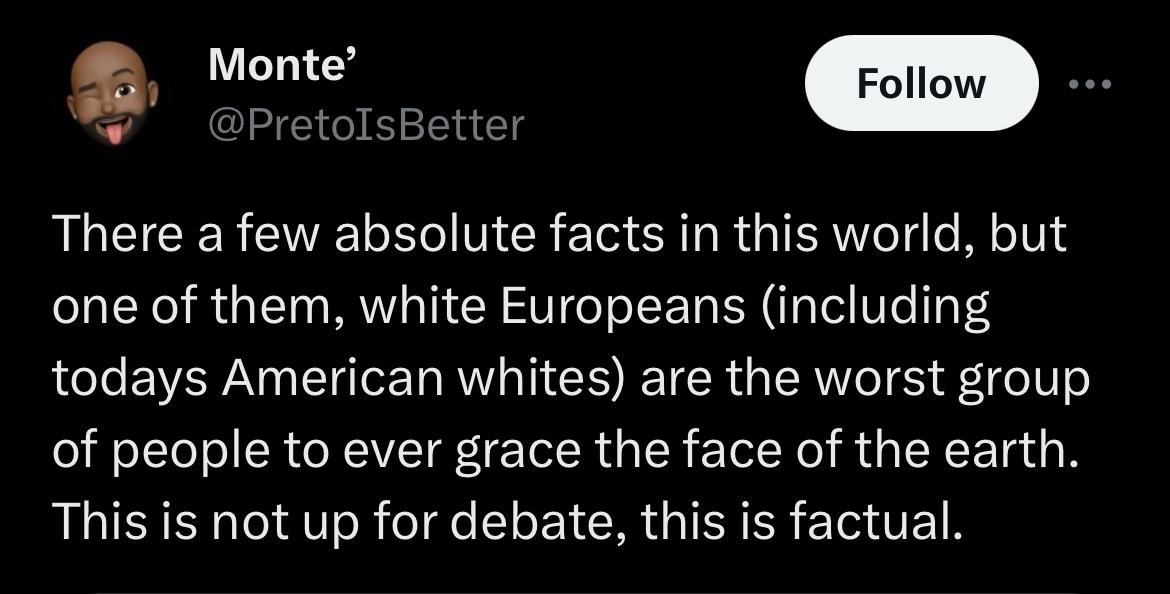 Monte’
@PretoIsBetter
Follow
There a few absolute facts in this world, but
one of them, white Europeans (including
todays American whites) are the worst group
of people to ever grace the face of the earth.
This is not up for debate, this is factual.